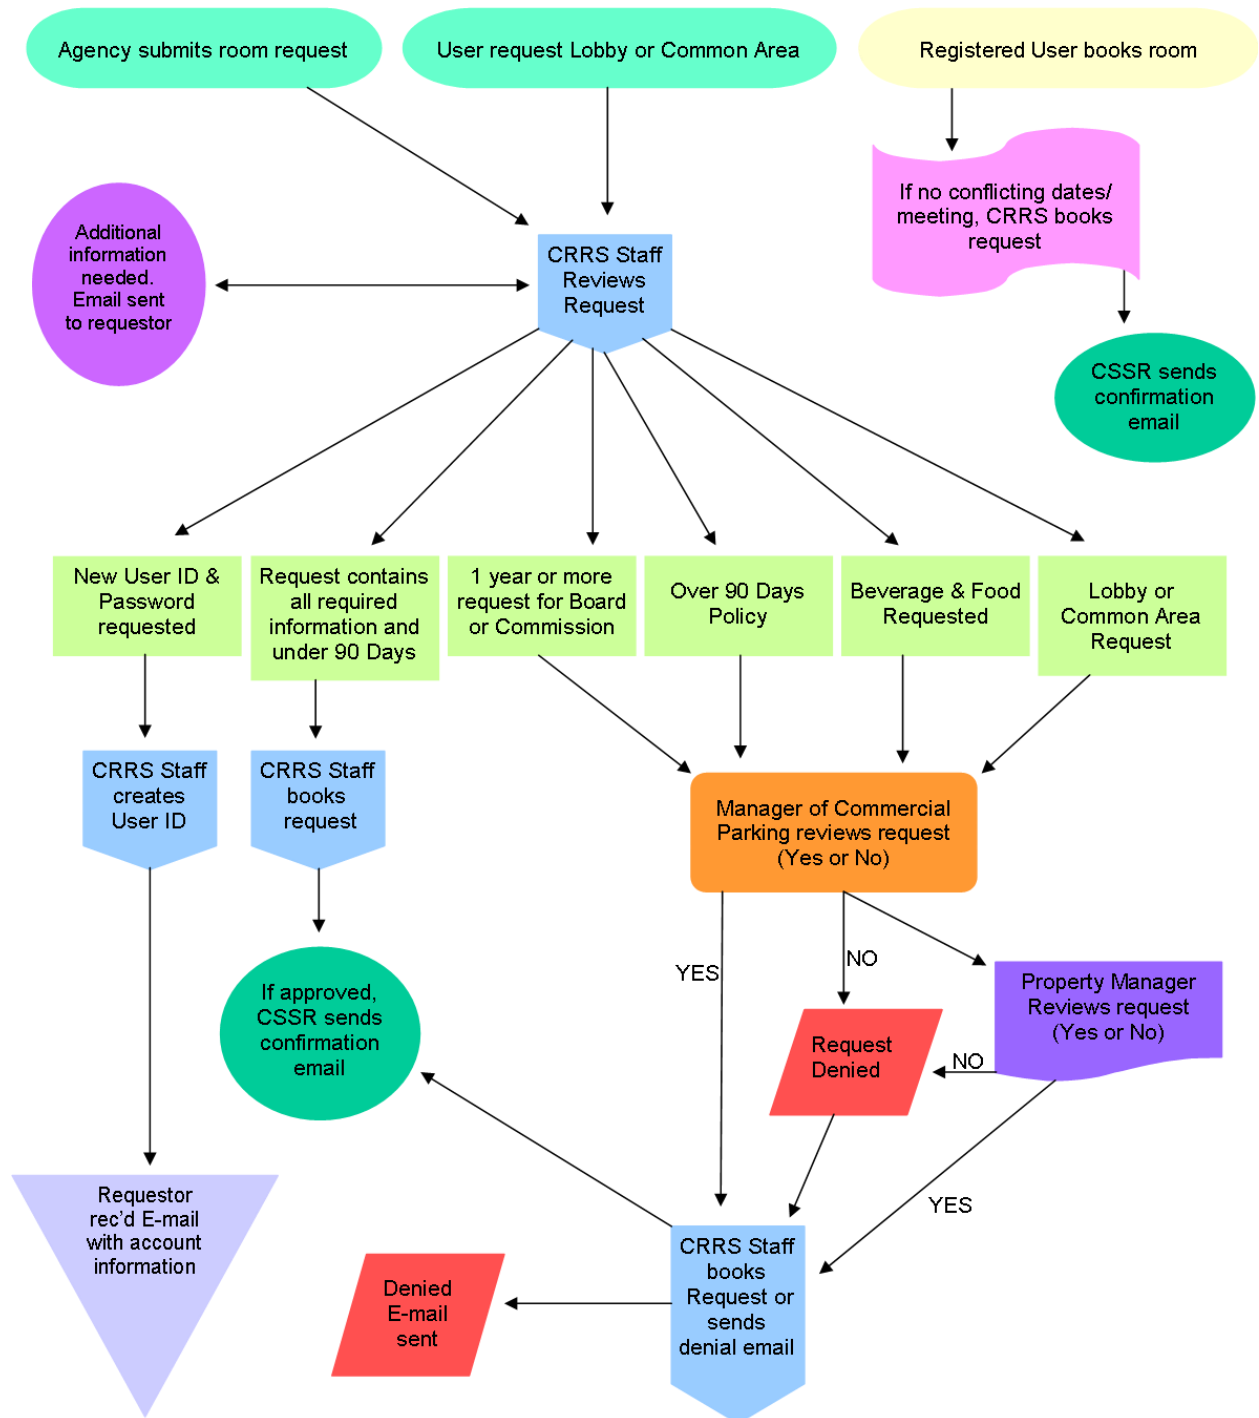 Agency submits room request
User request Lobby or Common Area
Registered User books room
If no conflicting dates/
meeting, CRRS books
request
Additional
information
needed.
Email sent
to requestor
CRRS Staff
Reviews
Request
CSSR sends
confirmation
email
New User ID &
Password
requested
Request contains
all required
information and
under 90 Days
1 year or more
request for Board
or Commission
Over 90 Days
Policy
Beverage & Food
Requested
Lobby or
Common Area
Request
CRRS Staff
creates
User ID
CRRS Staff
books
request
Manager of Commercial
Parking reviews request
(Yes or No)
YES
NO
Property Manager
Reviews request
(Yes or No)
If approved,
CSSR sends
confirmation
email
Request
Denied
NO
YES
Requestor
rec'd E-mail
with account
information
CRRS Staff
books
Request or
sends
denial email
Denied
E-mail
sent